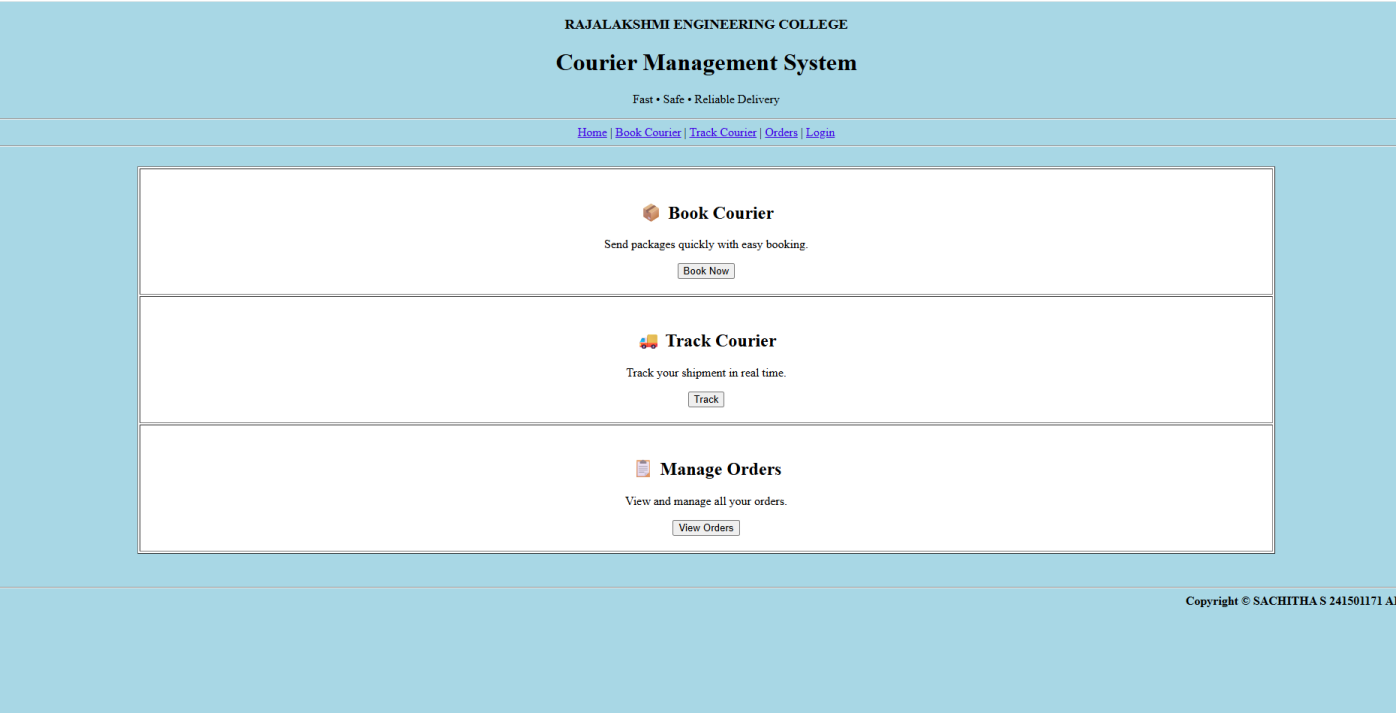 RAJALAKSHMI ENGINEERING COLLEGE
Courier Management System
Fast • Safe • Reliable Delivery
Home | Book Courier | Track Courier | Orders | Login
📦 Book Courier
Send packages quickly with easy booking.
Book Now
🚚 Track Courier
Track your shipment in real time.
Track
📋 Manage Orders
View and manage all your orders.
View Orders
Copyright © SACHITHA S 241501171